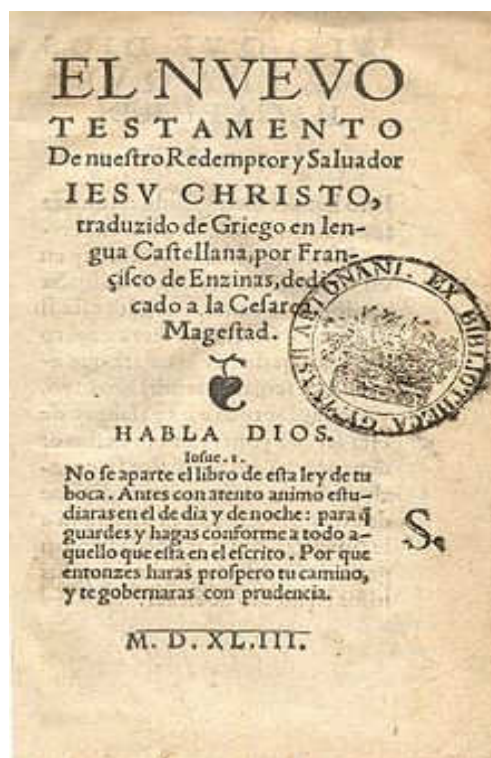 EL NVEVO
TESTAMENTO
De nueſtro Redemptor y Saluador
IESV CHRISTO,
traduzido de Griego en len-
gua Caſtellana, por Fran-
çiſco de Enzinas, dedi-
cado a la Ceſarea
Mageſtad.
ANTONANI. EX BIBLIOTHECA
HABLA DIOS.
Ioſue. 1.
No ſe aparte el libro de eſta ley de tu
boca. Antes con atento animo eſtu-
diaras en el de dia y de noche: para q̃
guardes y hagas conforme a todo a-
quello que eſta en el eſcrito. Por que
entonzes haras proſpero tu camino,
y te gobernaras con prudencia.
S.
M. D. XLIII.